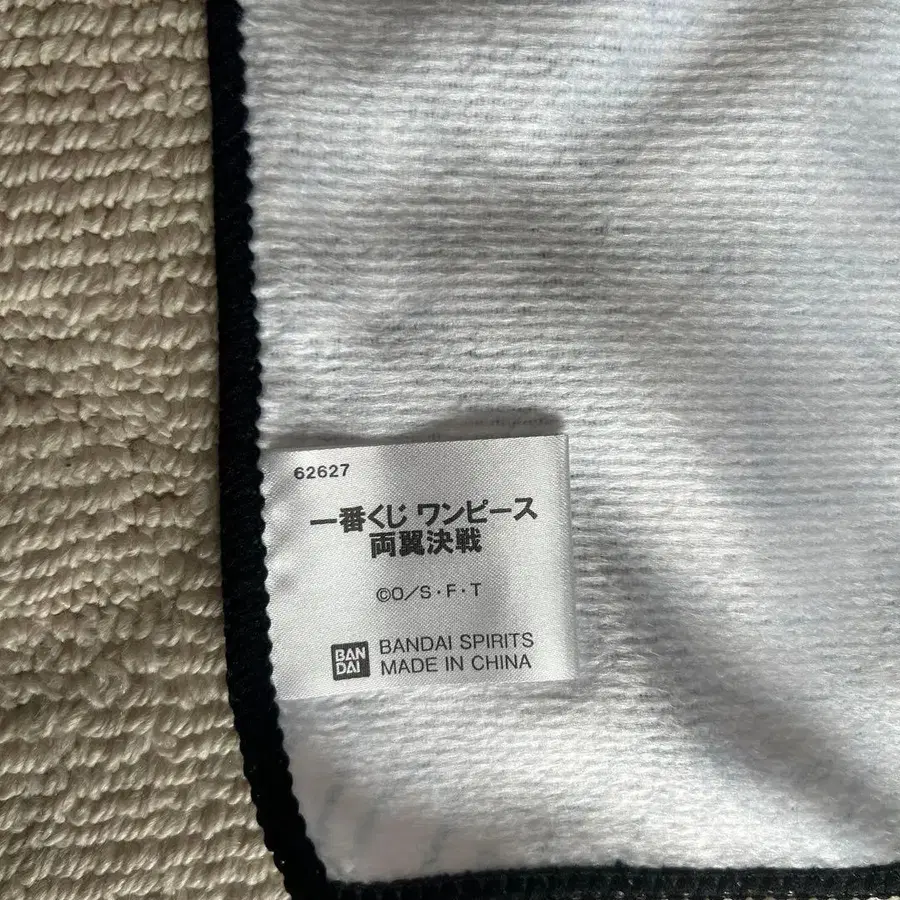 62627
一番くじ ワンピース
両翼決戦
©O/S・F・T
BAN
DAI
BANDAI SPIRITS
MADE IN CHINA